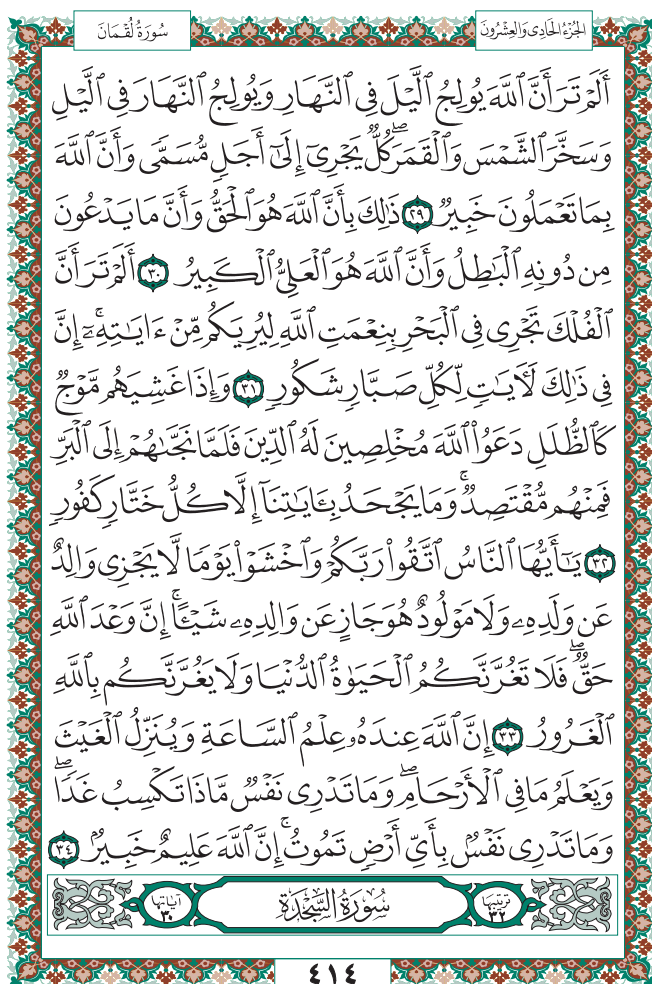 سُورَةُ لُقۡمَانَ
الجُزْءُ الحَادِى وَالعِشْرُونَ
أَلَمۡ تَرَ أَنَّ ٱللَّهَ يُولِجُ ٱلَّيۡلَ فِي ٱلنَّهَارِ وَيُولِجُ ٱلنَّهَارَ فِي ٱلَّيۡلِ
وَسَخَّرَ ٱلشَّمۡسَ وَٱلۡقَمَرَۖ كُلّٞ يَجۡرِيٓ إِلَىٰٓ أَجَلٖ مُّسَمّٗى وَأَنَّ ٱللَّهَ
بِمَا تَعۡمَلُونَ خَبِيرٞ ٢٩ ذَٰلِكَ بِأَنَّ ٱللَّهَ هُوَ ٱلۡحَقُّ وَأَنَّ مَا يَدۡعُونَ
مِن دُونِهِ ٱلۡبَٰطِلُ وَأَنَّ ٱللَّهَ هُوَ ٱلۡعَلِيُّ ٱلۡكَبِيرُ ٣٠ أَلَمۡ تَرَ أَنَّ
ٱلۡفُلۡكَ تَجۡرِي فِي ٱلۡبَحۡرِ بِنِعۡمَتِ ٱللَّهِ لِيُرِيَكُم مِّنۡ ءَايَٰتِهِۦٓۚ إِنَّ
فِي ذَٰلِكَ لَأٓيَٰتٖ لِّكُلِّ صَبَّارٖ شَكُورٖ ٣١ وَإِذَا غَشِيَهُم مَّوۡجٞ
كَٱلظُّلَلِ دَعَوُاْ ٱللَّهَ مُخۡلِصِينَ لَهُ ٱلدِّينَ فَلَمَّا نَجَّىٰهُمۡ إِلَى ٱلۡبَرِّ
فَمِنۡهُم مُّقۡتَصِدٞۚ وَمَا يَجۡحَدُ بِـَٔايَٰتِنَآ إِلَّا كُلُّ خَتَّارٖ كَفُورٖ
٣٢ يَٰٓأَيُّهَا ٱلنَّاسُ ٱتَّقُواْ رَبَّكُمۡ وَٱخۡشَوۡاْ يَوۡمٗا لَّا يَجۡزِي وَالِدٌ
عَن وَلَدِهِۦ وَلَا مَوۡلُودٌ هُوَ جَازٍ عَن وَالِدِهِۦ شَيۡـًٔاۚ إِنَّ وَعۡدَ ٱللَّهِ
حَقّٞۖ فَلَا تَغُرَّنَّكُمُ ٱلۡحَيَوٰةُ ٱلدُّنۡيَا وَلَا يَغُرَّنَّكُم بِٱللَّهِ
ٱلۡغَرُورُ ٣٣ إِنَّ ٱللَّهَ عِندَهُۥ عِلۡمُ ٱلسَّاعَةِ وَيُنَزِّلُ ٱلۡغَيۡثَ
وَيَعۡلَمُ مَا فِي ٱلۡأَرۡحَامِۖ وَمَا تَدۡرِي نَفۡسٞ مَّاذَا تَكۡسِبُ غَدٗاۖ
وَمَا تَدۡرِي نَفۡسُۢ بِأَيِّ أَرۡضٖ تَمُوتُۚ إِنَّ ٱللَّهَ عَلِيمٌ خَبِيرُۢ ٣٤
ترتيبها ٣٢ سُورَةُ السَّجۡدَةِ آياتها ٣٠
٤١٤